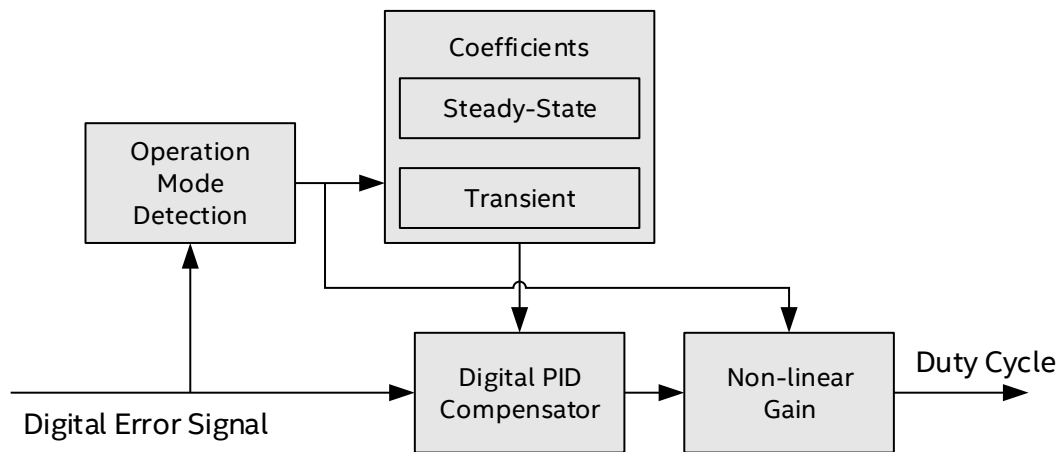 Coefficients
Steady-State
Transient
Operation
Mode
Detection
Digital Error Signal
Digital PID
Compensator
Non-linear
Gain
Duty Cycle